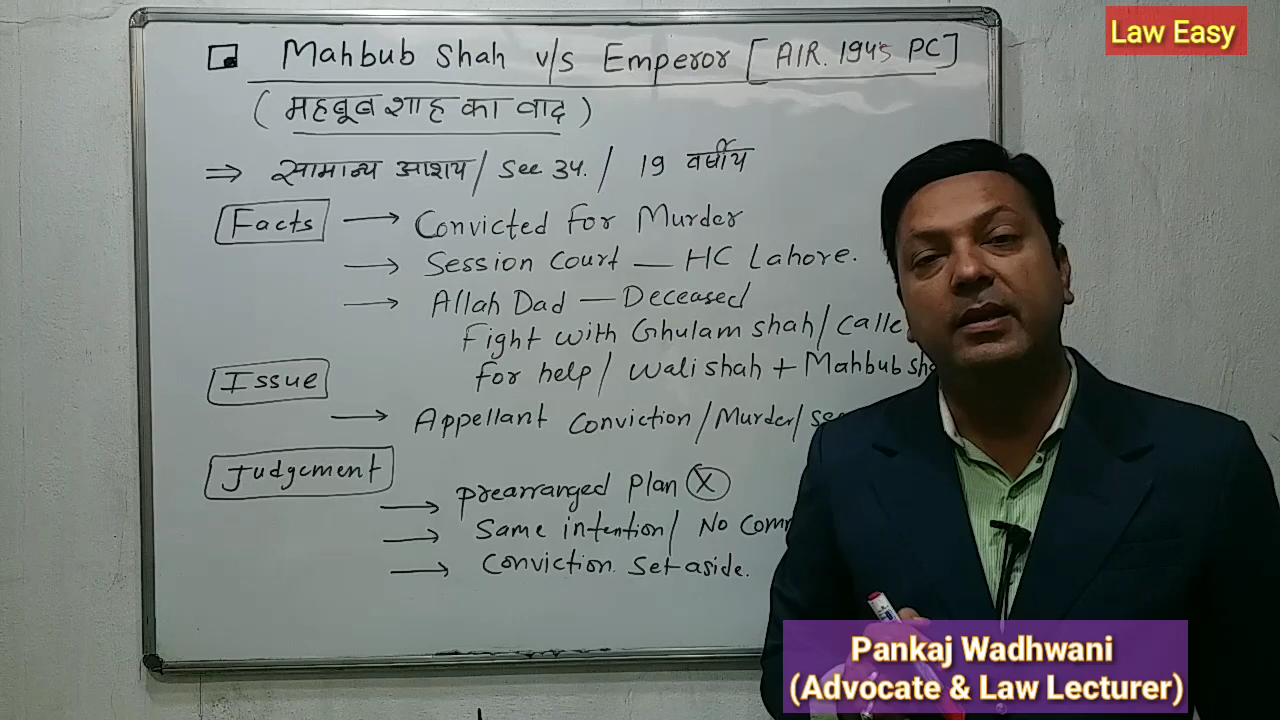 Law Easy
Mahbub Shah v/s Emperor [AIR. 1945 PC]
(महबूब शाह का वाद)
⇒ सामान्य आशय / Sec 34. / 19 वर्षीय
Facts → Convicted for Murder
→ Session Court — HC Lahore.
→ Allah Dad — Deceased
Fight with Ghulam shah/
for help/ Wali shah + Mahbub
Issue
→ Appellant Conviction/Murder/
Judgement
→ prearranged Plan (X)
→ Same intention/ No
→ Conviction Set aside.
Pankaj Wadhwani
(Advocate & Law Lecturer)